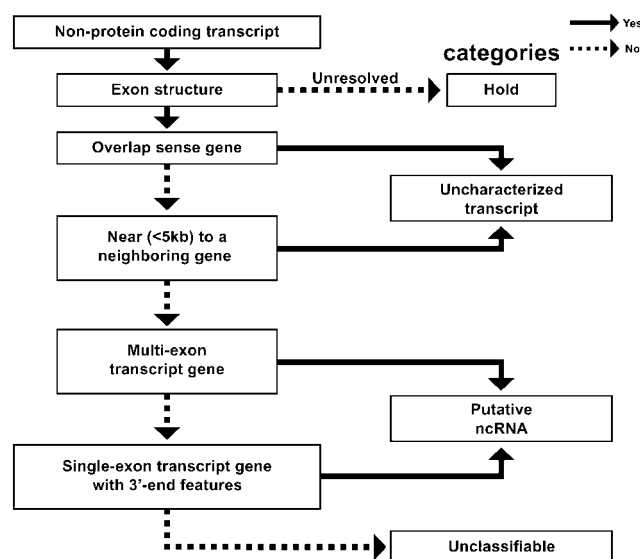 Non-protein coding transcript
Yes
No
categories
Exon structure
Unresolved
Hold
Overlap sense gene
Uncharacterized
transcript
Near (<5kb) to a
neighboring gene
Multi-exon
transcript gene
Putative
ncRNA
Single-exon transcript gene
with 3’-end features
Unclassifiable